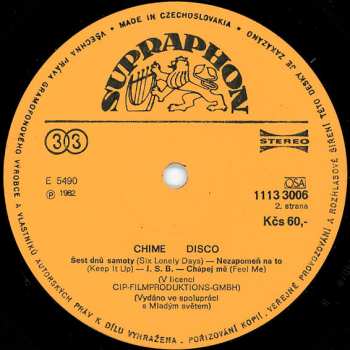 MADE IN CZECHOSLOVAKIA • VŠECHNA PRÁVA GRAMOFONOVÉHO VÝROBCE A VLASTNÍKŮ AUTORSKÝCH PRÁV K DÍLU VYHRAŽENA. POŘIZOVÁNÍ KOPIÍ, VEŘEJNÉ PROVOZOVÁNÍ A ROZHLASOVÉ ŠÍŘENÍ TÉTO DESKY JE ZAKÁZÁNO •
SUPRAPHON
33
STEREO
E 5490
Ⓟ 1982
OSA
1113 3006
2. strana
Kčs 60,-
CHIME DISCO
Šest dnů samoty (Six Lonely Days) — Nezapomeň na to
(Keep It Up) — J. S. B. — Chápej mě (Feel Me)
(V licenci
CIP-FILMPRODUKTIONS-GMBH)
(Vydáno ve spolupráci
s Mladým světem)